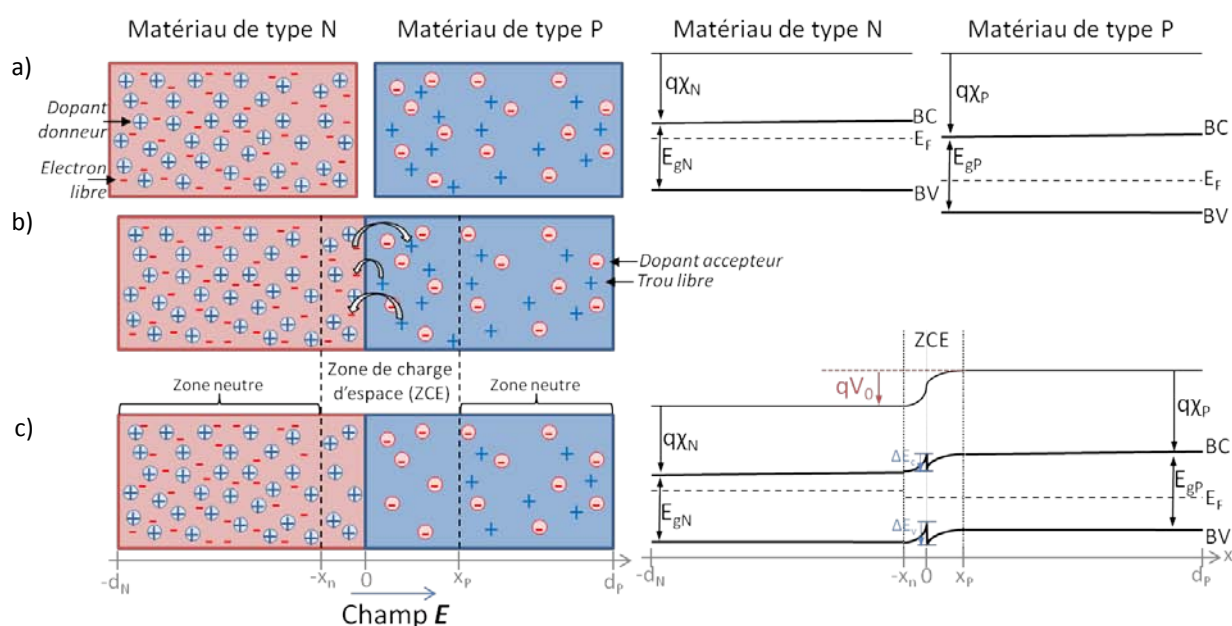 Matériau de type N
Matériau de type P
Matériau de type N
Matériau de type P
a)
Dopant
donneur
Electron
libre
qχN
BC
EF
EgN
BV
qχP
BC
EgP
EF
BV
b)
Dopant accepteur
Trou libre
Zone neutre
Zone de charge
d'espace (ZCE)
Zone neutre
ZCE
qV0
c)
qχN
qχP
ΔEc
BC
EgN
EgP
EF
ΔEv
BV
-dN
-xn
0
xP
dP
Champ E
-dN
-xn
0
xP
dP
x